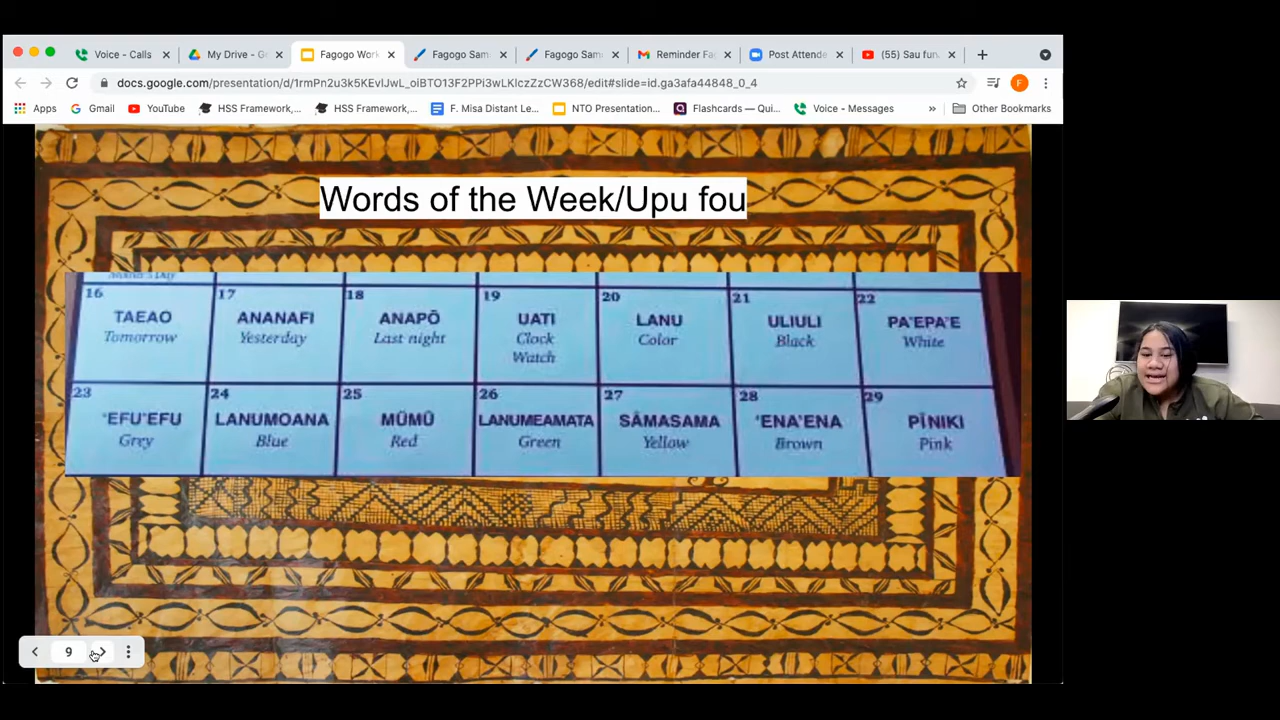 Voice - Calls
My Drive - G
Fagogo Work
Fagogo Sam
Fagogo Sam
Reminder Fa
Post Attende
(55) Sau fun
docs.google.com/presentation/d/1rmPn2u3k5KEvlJwL_oiBTO13F2PPi3wLKlczZzCW368/edit#slide=id.ga3afa44848_0_4
F
Apps
Gmail
YouTube
HSS Framework,...
HSS Framework,...
F. Misa Distant Le...
NTO Presentation...
Flashcards — Qui...
Voice - Messages
»
Other Bookmarks
Words of the Week/Upu fou
Mother's Day
16 17 18 19 20 21 22
TAEAO ANANAFI ANAPŌ UATI LANU ULIULI PA'EPA'E
Tomorrow Yesterday Last night Clock Color Black White
Watch
23 24 25 26 27 28 29
'EFU'EFU LANUMOANA MŪMŪ LANUMEAMATA SĀMASAMA 'ENA'ENA PĪNIKI
Grey Blue Red Green Yellow Brown Pink
9